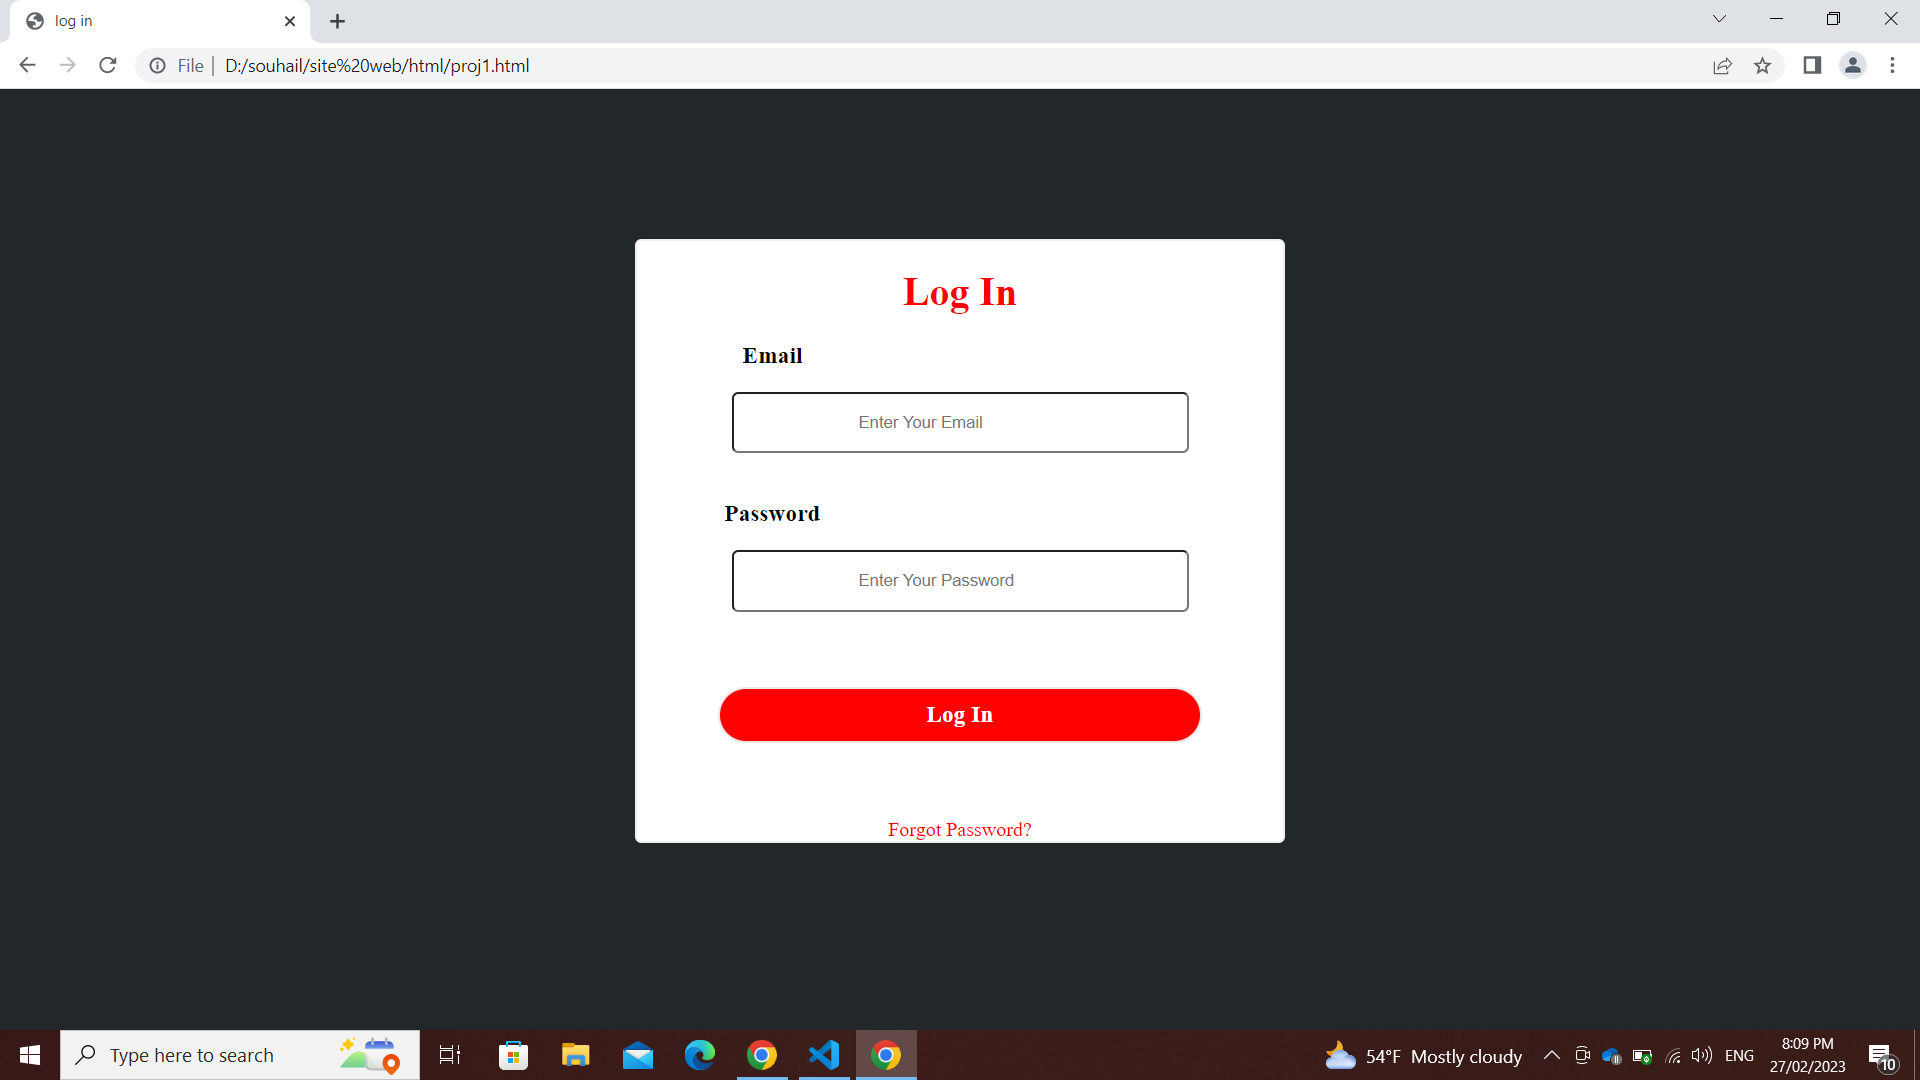 log in
File
D:/souhail/site%20web/html/proj1.html
Log In
Email
Enter Your Email
Password
Enter Your Password
Log In
Forgot Password?
Type here to search
54°F Mostly cloudy
ENG
8:09 PM
27/02/2023
10